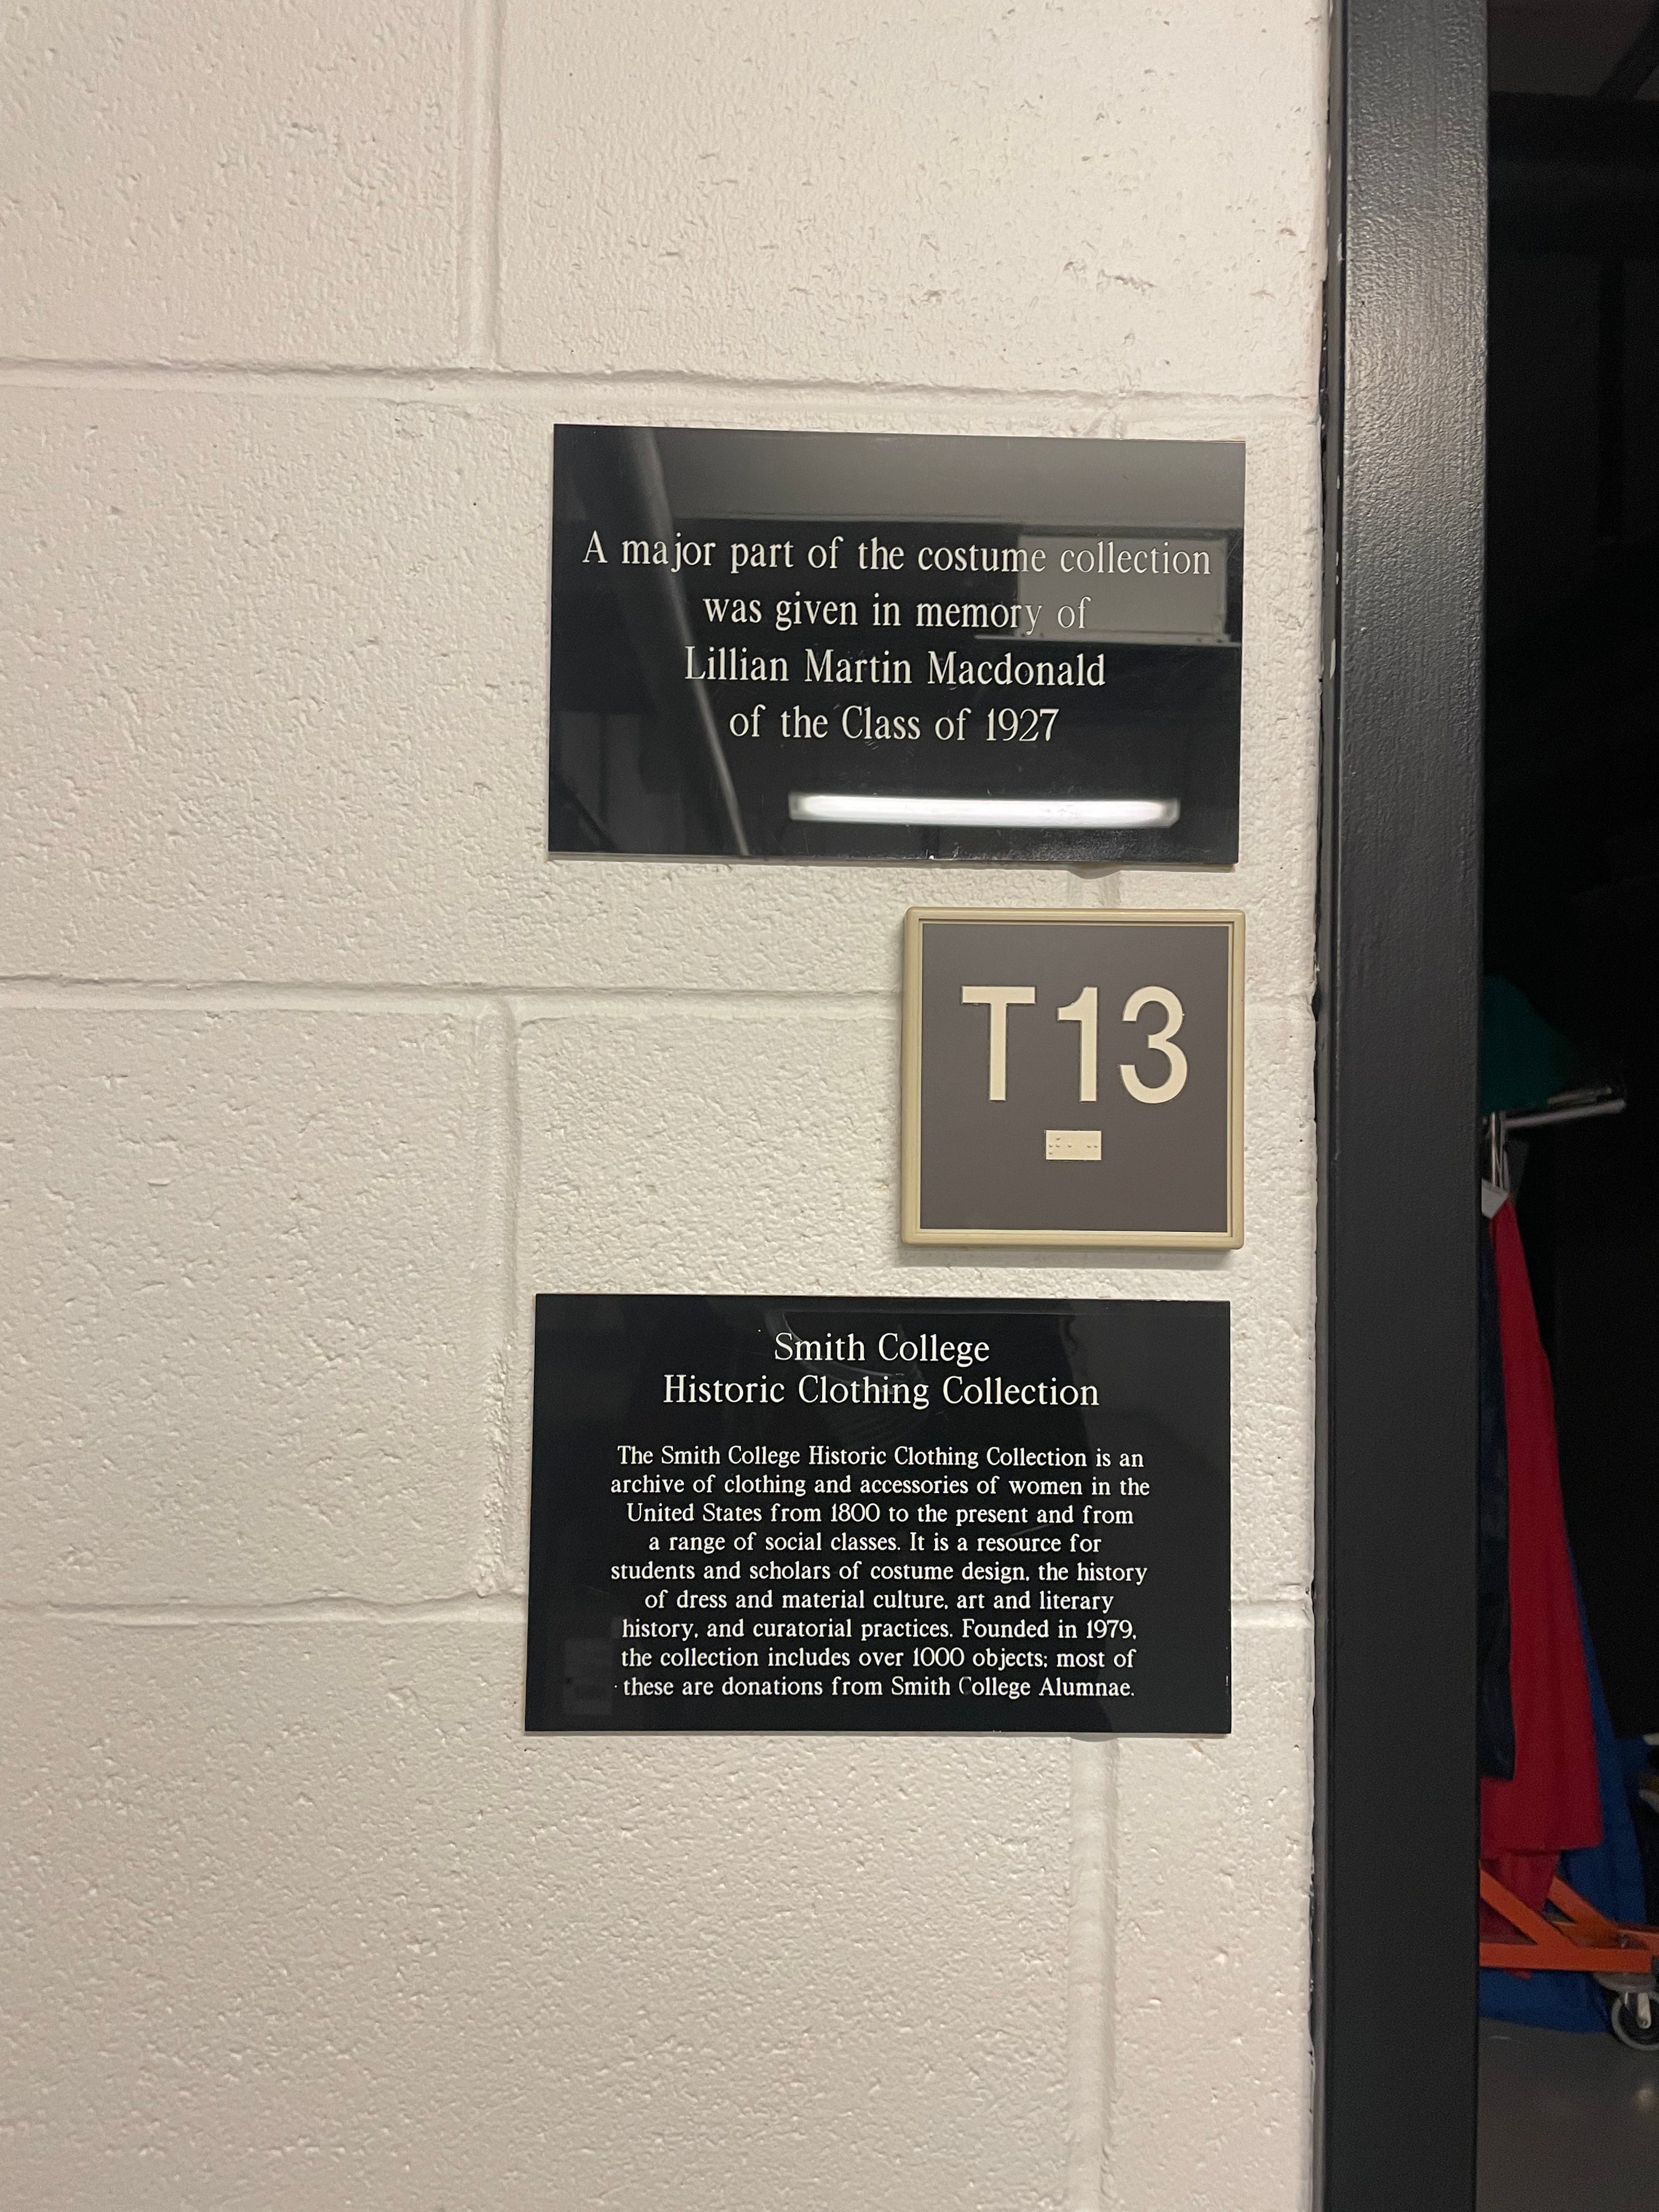 A major part of the costume collection
was given in memory of
Lillian Martin Macdonald
of the Class of 1927
T13
Smith College
Historic Clothing Collection
The Smith College Historic Clothing Collection is an
archive of clothing and accessories of women in the
United States from 1800 to the present and from
a range of social classes. It is a resource for
students and scholars of costume design, the history
of dress and material culture, art and literary
history, and curatorial practices. Founded in 1979,
the collection includes over 1000 objects; most of
these are donations from Smith College Alumnae.